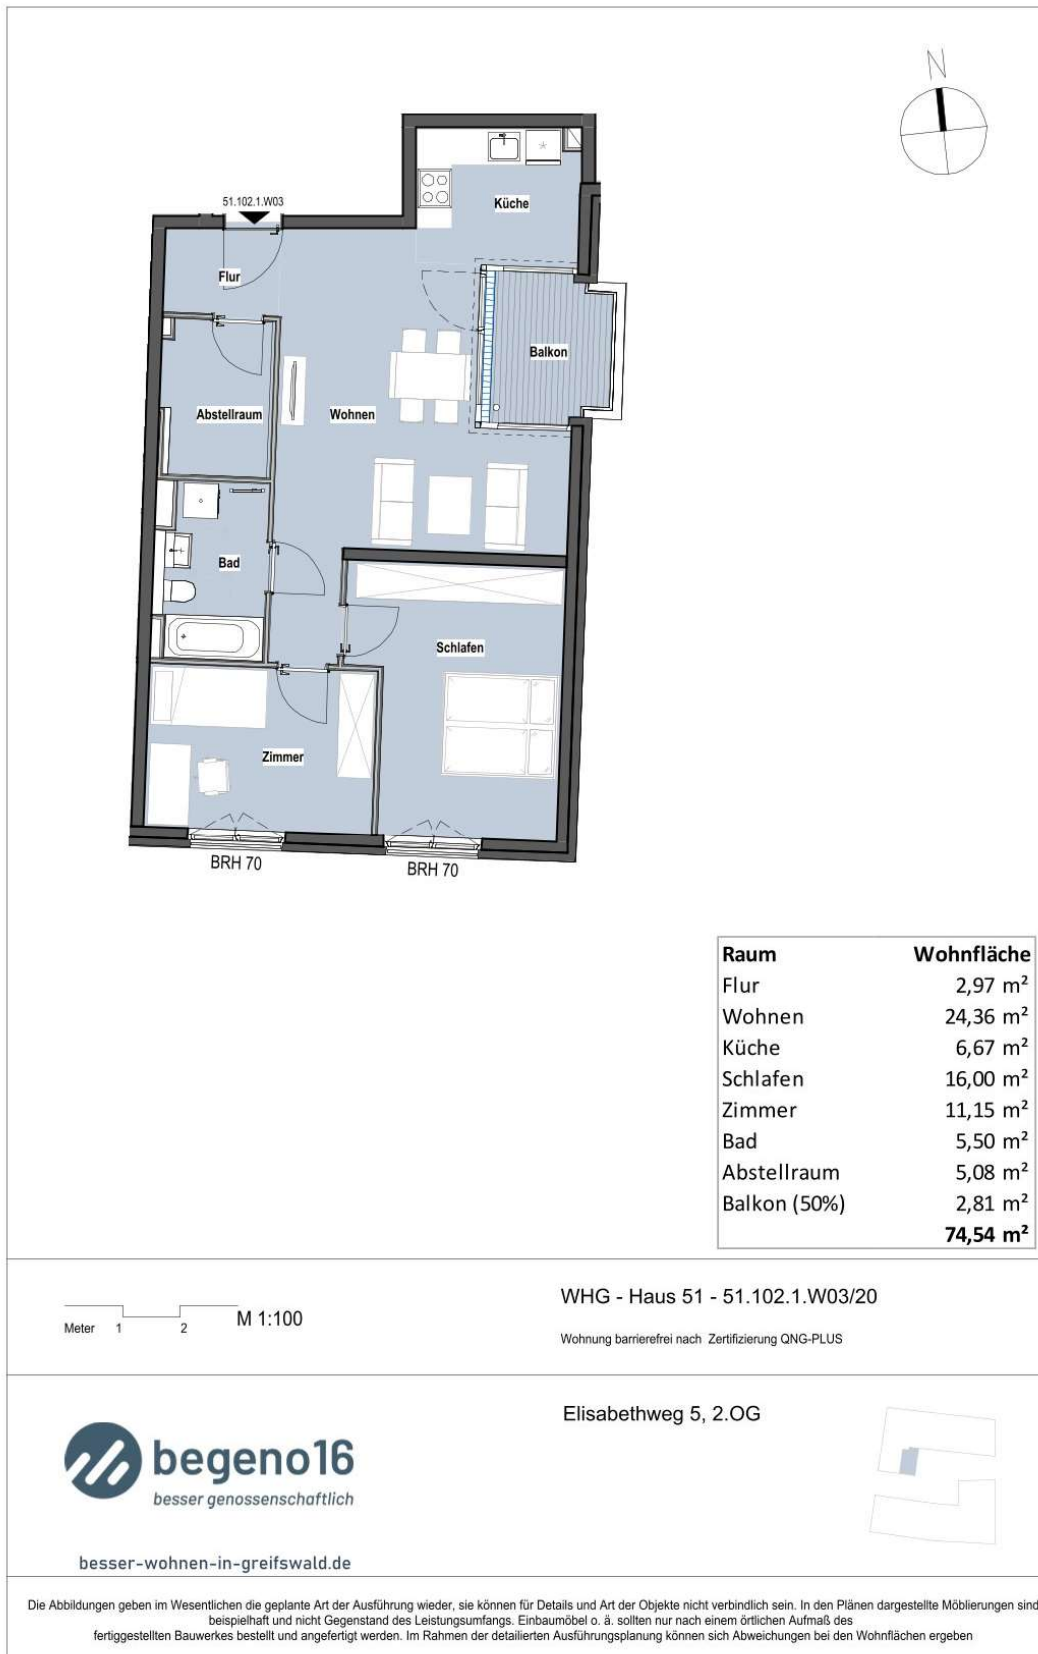 N
51.102.1.W03
Küche
Flur
Balkon
Abstellraum
Wohnen
Bad
Schlafen
Zimmer
BRH 70
BRH 70
Raum Wohnfläche
Flur 2,97 m²
Wohnen 24,36 m²
Küche 6,67 m²
Schlafen 16,00 m²
Zimmer 11,15 m²
Bad 5,50 m²
Abstellraum 5,08 m²
Balkon (50%) 2,81 m²
74,54 m²
Meter 1 2 M 1:100
WHG - Haus 51 - 51.102.1.W03/20
Wohnung barrierefrei nach Zertifizierung QNG-PLUS
Elisabethweg 5, 2.OG
begeno16
besser genossenschaftlich
besser-wohnen-in-greifswald.de
Die Abbildungen geben im Wesentlichen die geplante Art der Ausführung wieder, sie können für Details und Art der Objekte nicht verbindlich sein. In den Plänen dargestellte Möblierungen sind
beispielhaft und nicht Gegenstand des Leistungsumfangs. Einbaumöbel o. ä. sollten nur nach einem örtlichen Aufmaß des
fertiggestellten Bauwerkes bestellt und angefertigt werden. Im Rahmen der detailierten Ausführungsplanung können sich Abweichungen bei den Wohnflächen ergeben